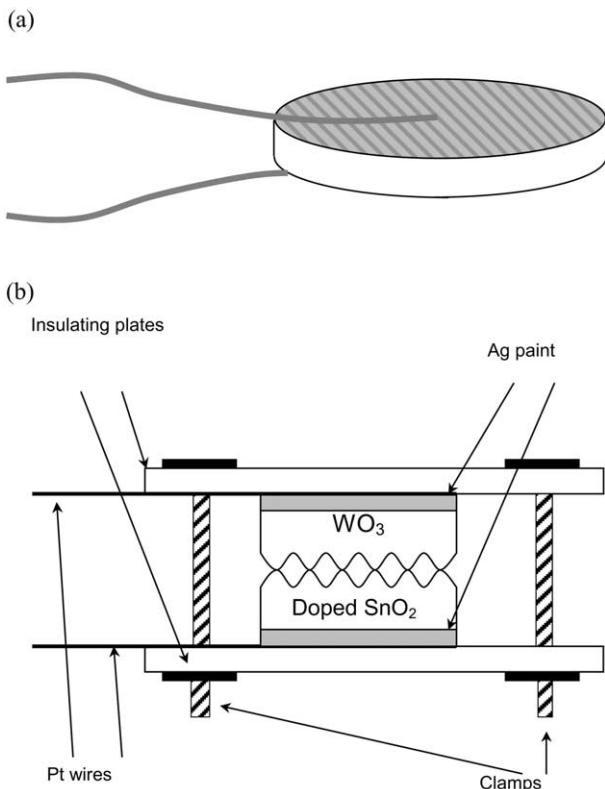 (a)
(b)
Insulating plates
Ag paint
WO₃
Doped SnO₂
Pt wires
Clamps